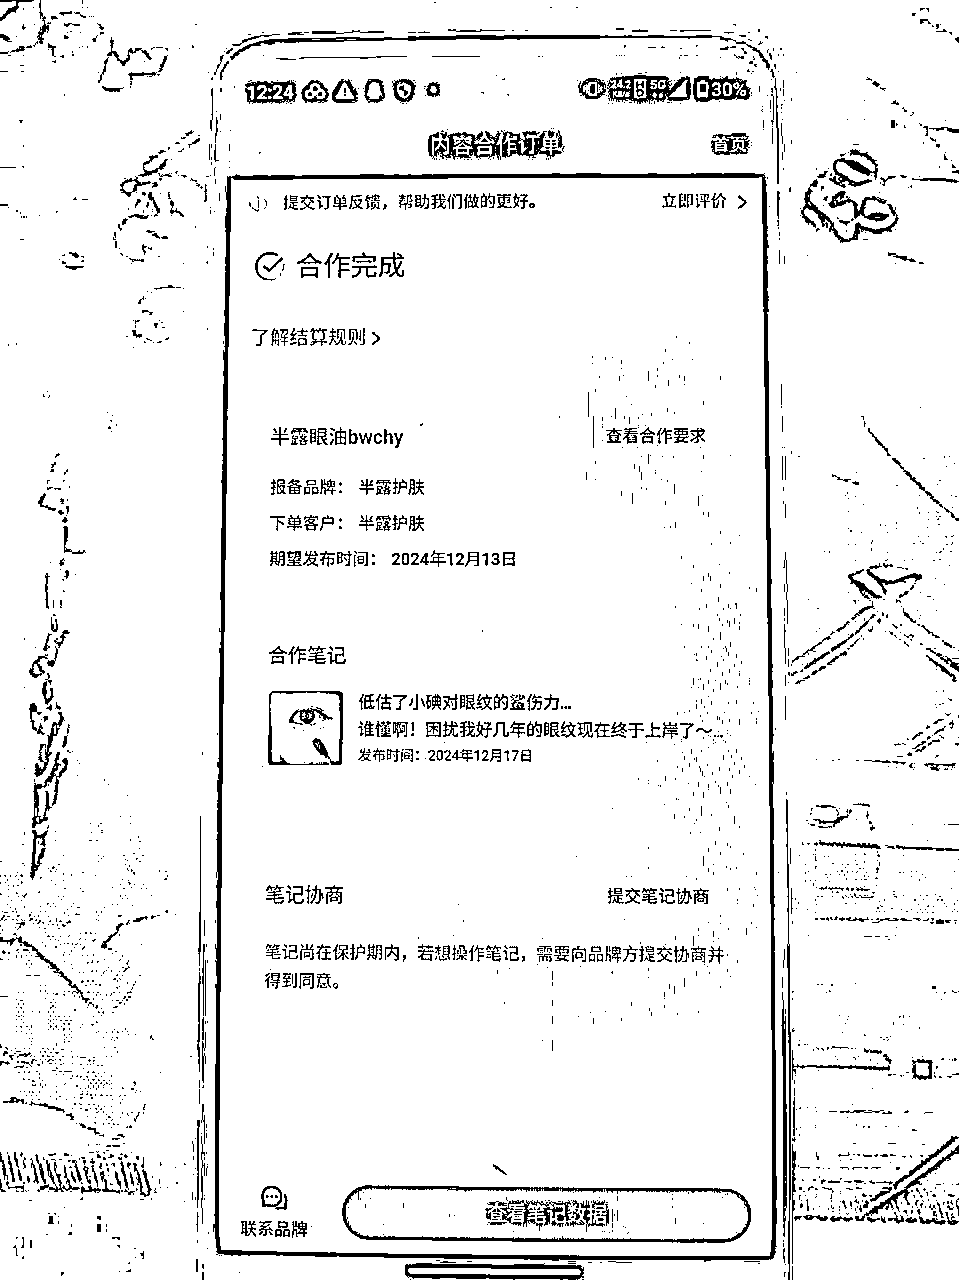 12:24
30%
内容合作订单
首页
提交订单反馈，帮助我们做的更好。 立即评价 >
合作完成
了解结算规则 >
半露眼油bwchy 查看合作要求
报备品牌： 半露护肤
下单客户： 半露护肤
期望发布时间： 2024年12月13日
合作笔记
低估了小碘对眼纹的鲨伤力...
谁懂啊！困扰我好几年的眼纹现在终于上岸了～...
发布时间：2024年12月17日
笔记协商 提交笔记协商
笔记尚在保护期内，若想操作笔记，需要向品牌方提交协商并
得到同意。
联系品牌
查看笔记数据